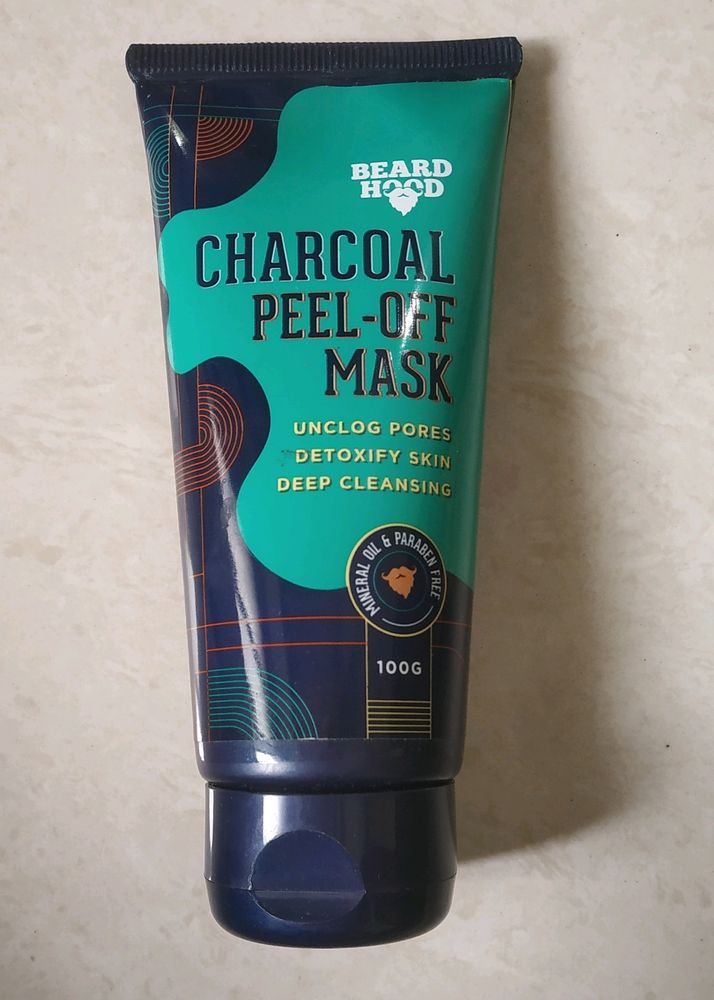 BEARD
HOOD
CHARCOAL
PEEL-OFF
MASK
UNCLOG PORES
DETOXIFY SKIN
DEEP CLEANSING
MINERAL OIL & PARABEN FREE
100G